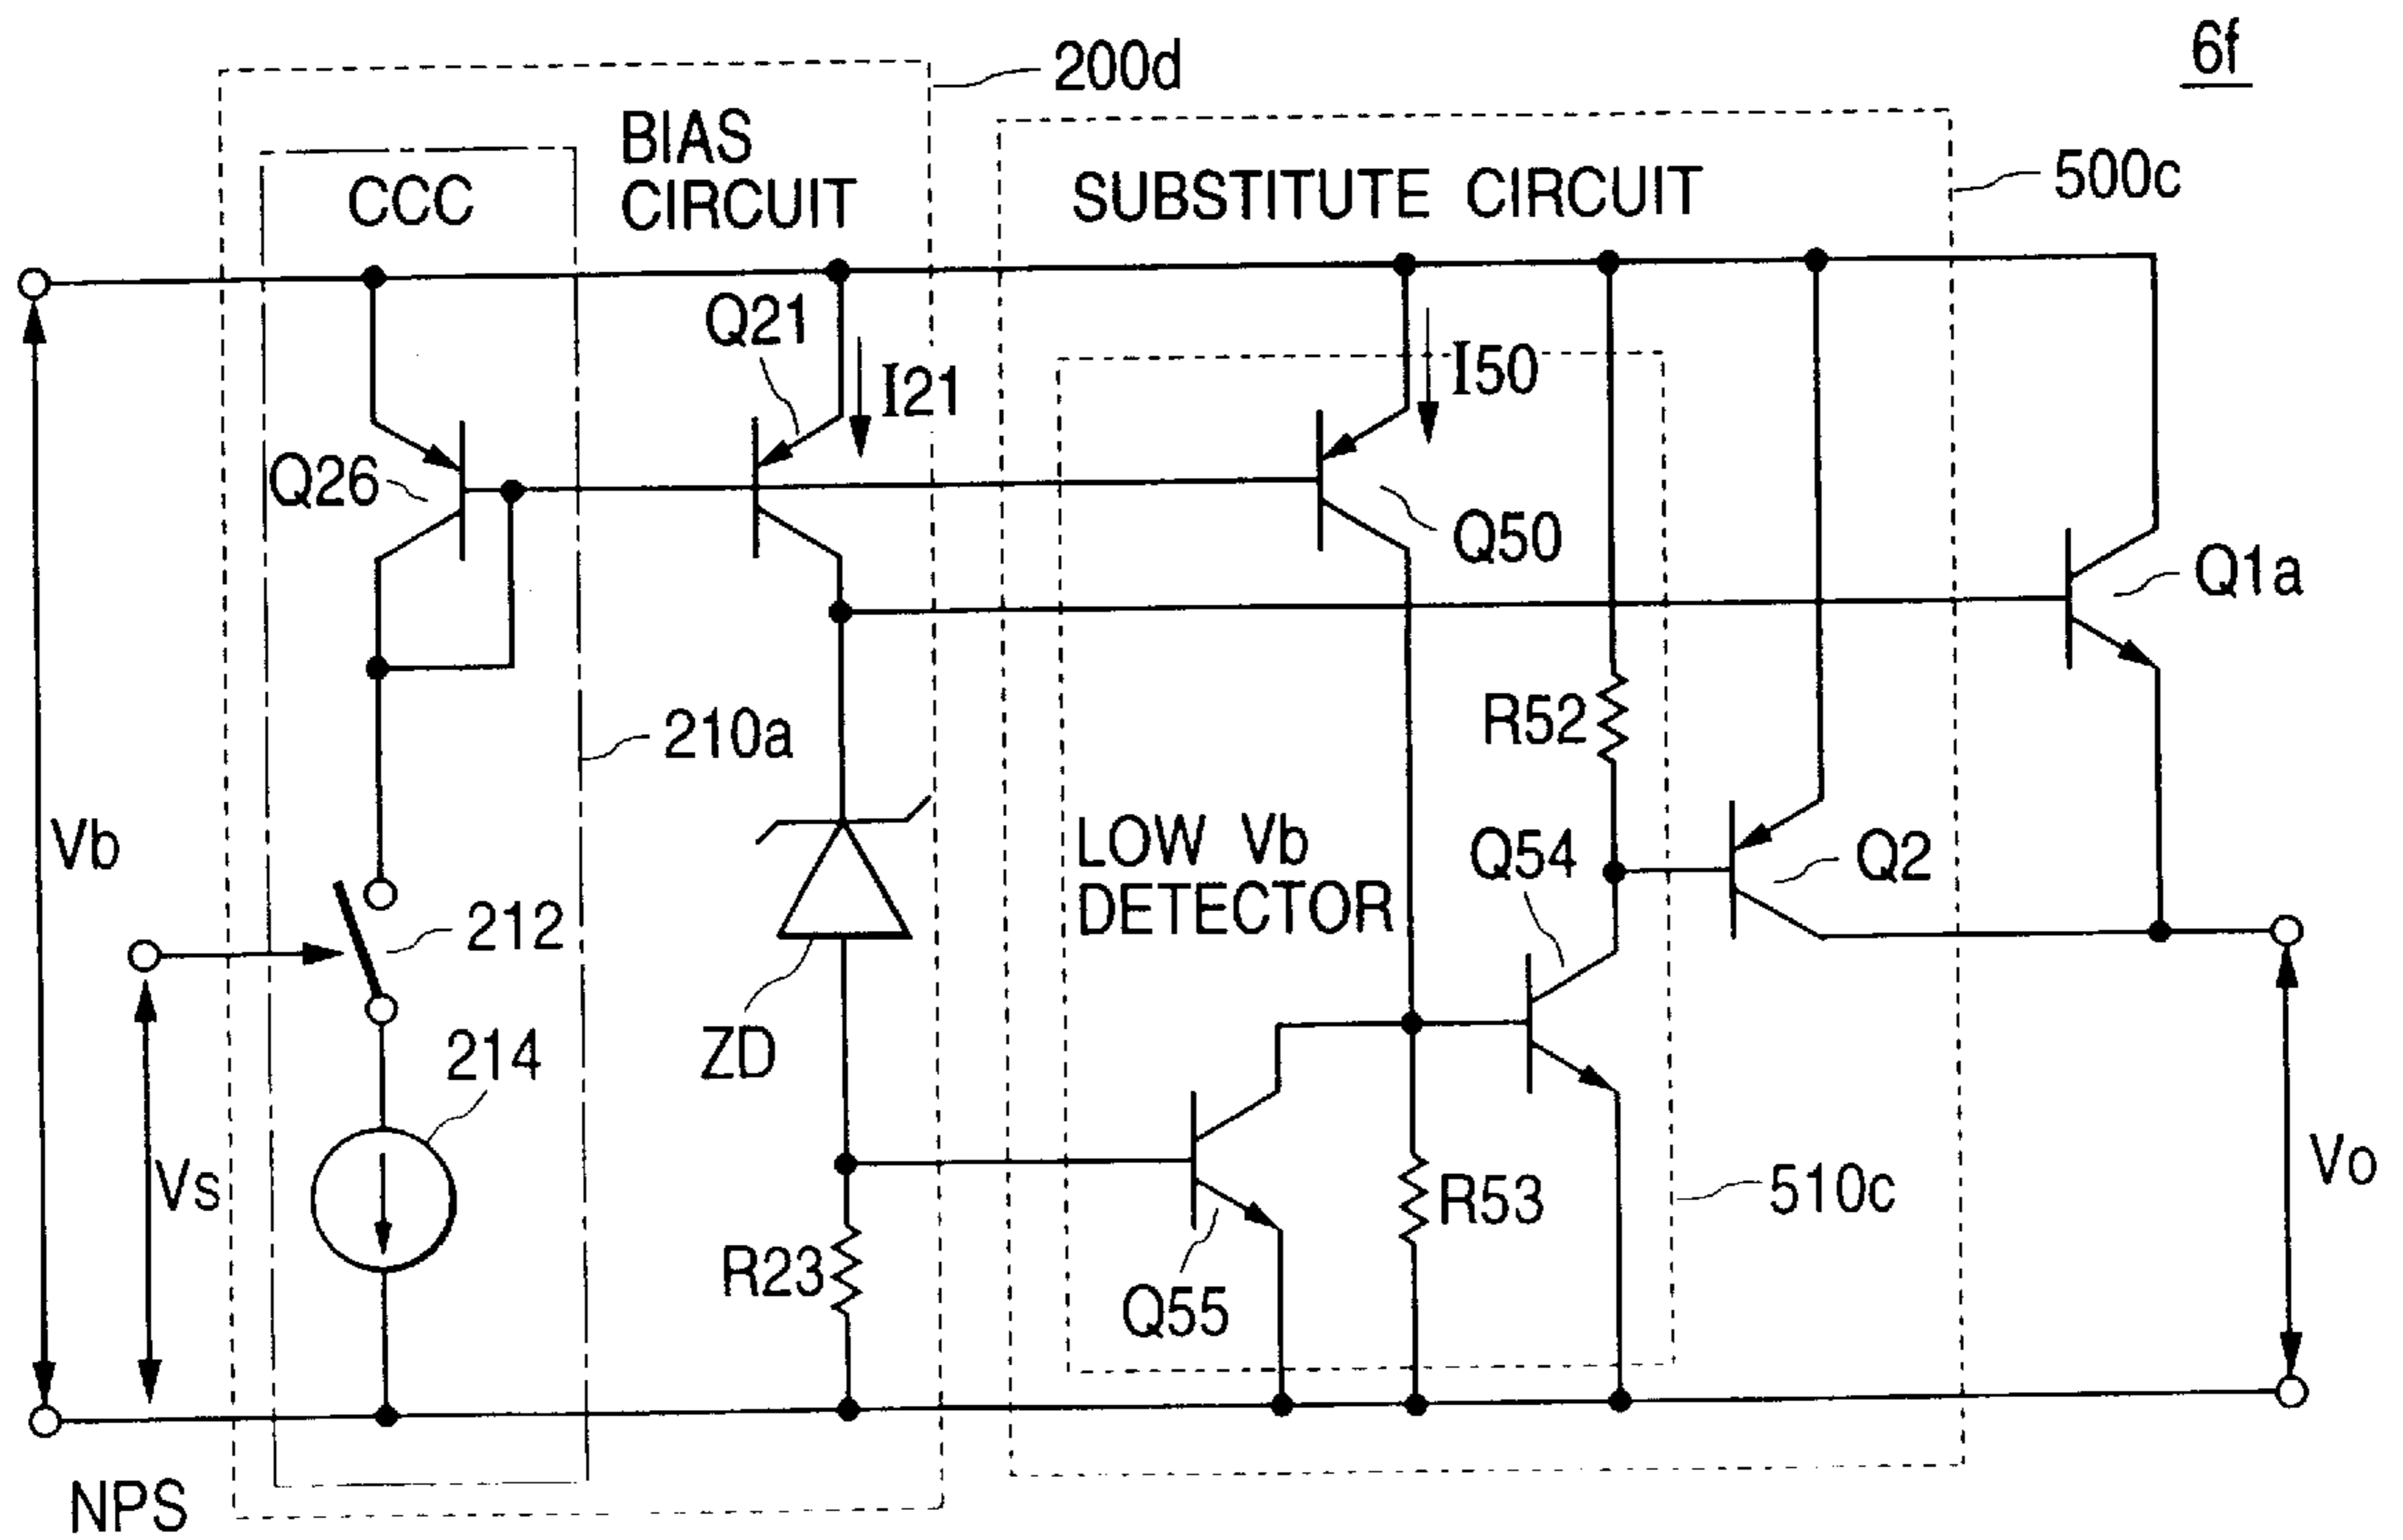 6f
200d
BIAS
CIRCUIT
CCC
SUBSTITUTE CIRCUIT
500c
Q21
I21
I50
Q26
Q50
Q1a
210a
R52
Vb
LOW Vb
DETECTOR
Q54
Q2
212
ZD
214
Vs
R23
Q55
R53
510c
Vo
NPS